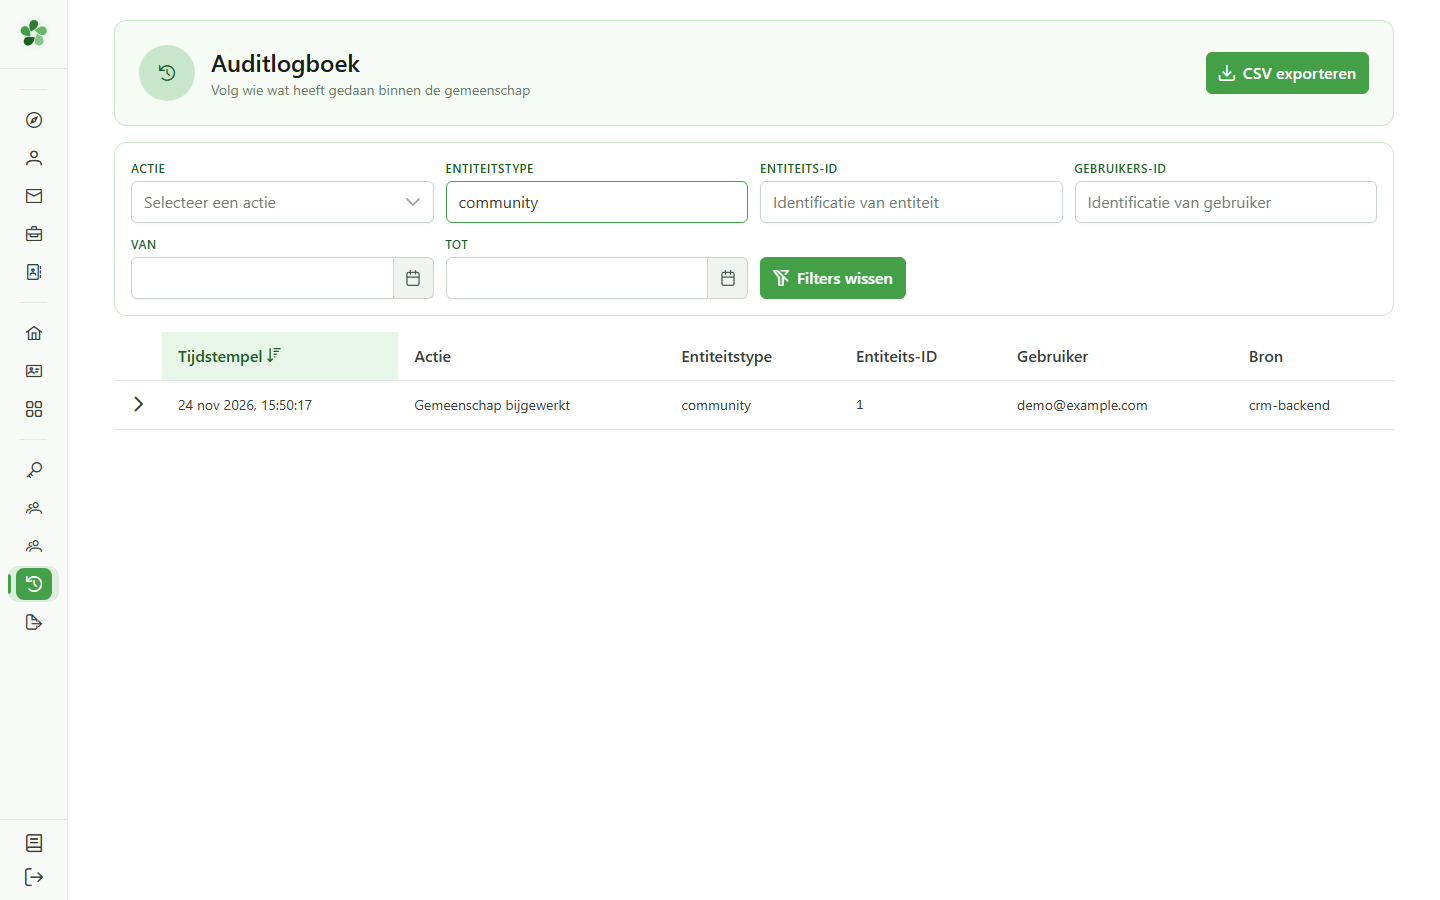 Auditlogboek
Volg wie wat heeft gedaan binnen de gemeenschap
CSV exporteren
ACTIE
ENTITEITSTYPE
ENTITEITS-ID
GEBRUIKERS-ID
Selecteer een actie
community
Identificatie van entiteit
Identificatie van gebruiker
VAN
TOT
Filters wissen
Tijdstempel Actie Entiteitstype Entiteits-ID Gebruiker Bron
24 nov 2026, 15:50:17 Gemeenschap bijgewerkt community 1 demo@example.com crm-backend